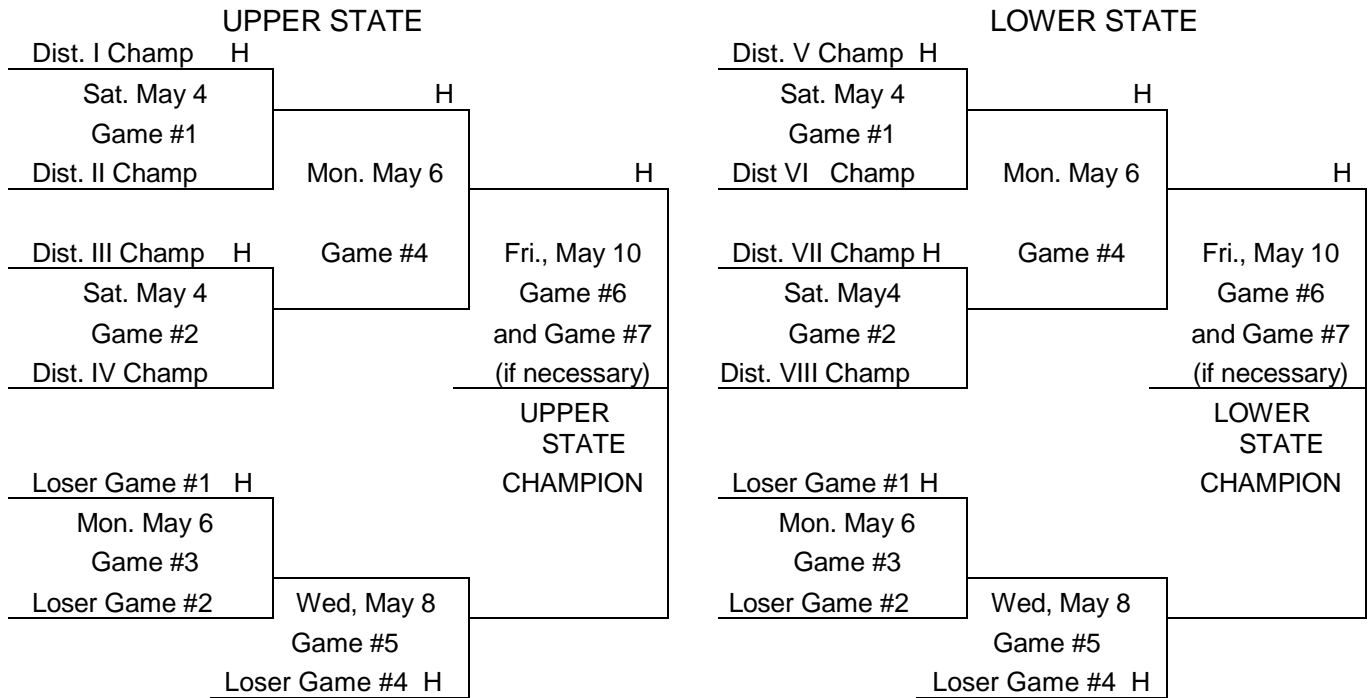 UPPER STATE
Dist. I Champ H
Sat. May 4
H
Game #1
Dist. II Champ
Mon. May 6
H
Dist. III Champ H
Game #4
Fri., May 10
Sat. May 4
Game #6
Game #2
and Game #7
Dist. IV Champ
(if necessary)
UPPER
STATE
Loser Game #1 H
CHAMPION
Mon. May 6
Game #3
Loser Game #2
Wed, May 8
Game #5
Loser Game #4 H
LOWER STATE
Dist. V Champ H
Sat. May 4
H
Game #1
Dist VI Champ
Mon. May 6
H
Dist. VII Champ H
Game #4
Fri., May 10
Sat. May4
Game #6
Game #2
and Game #7
Dist. VIII Champ
(if necessary)
LOWER
STATE
Loser Game #1 H
CHAMPION
Mon. May 6
Game #3
Loser Game #2
Wed, May 8
Game #5
Loser Game #4 H